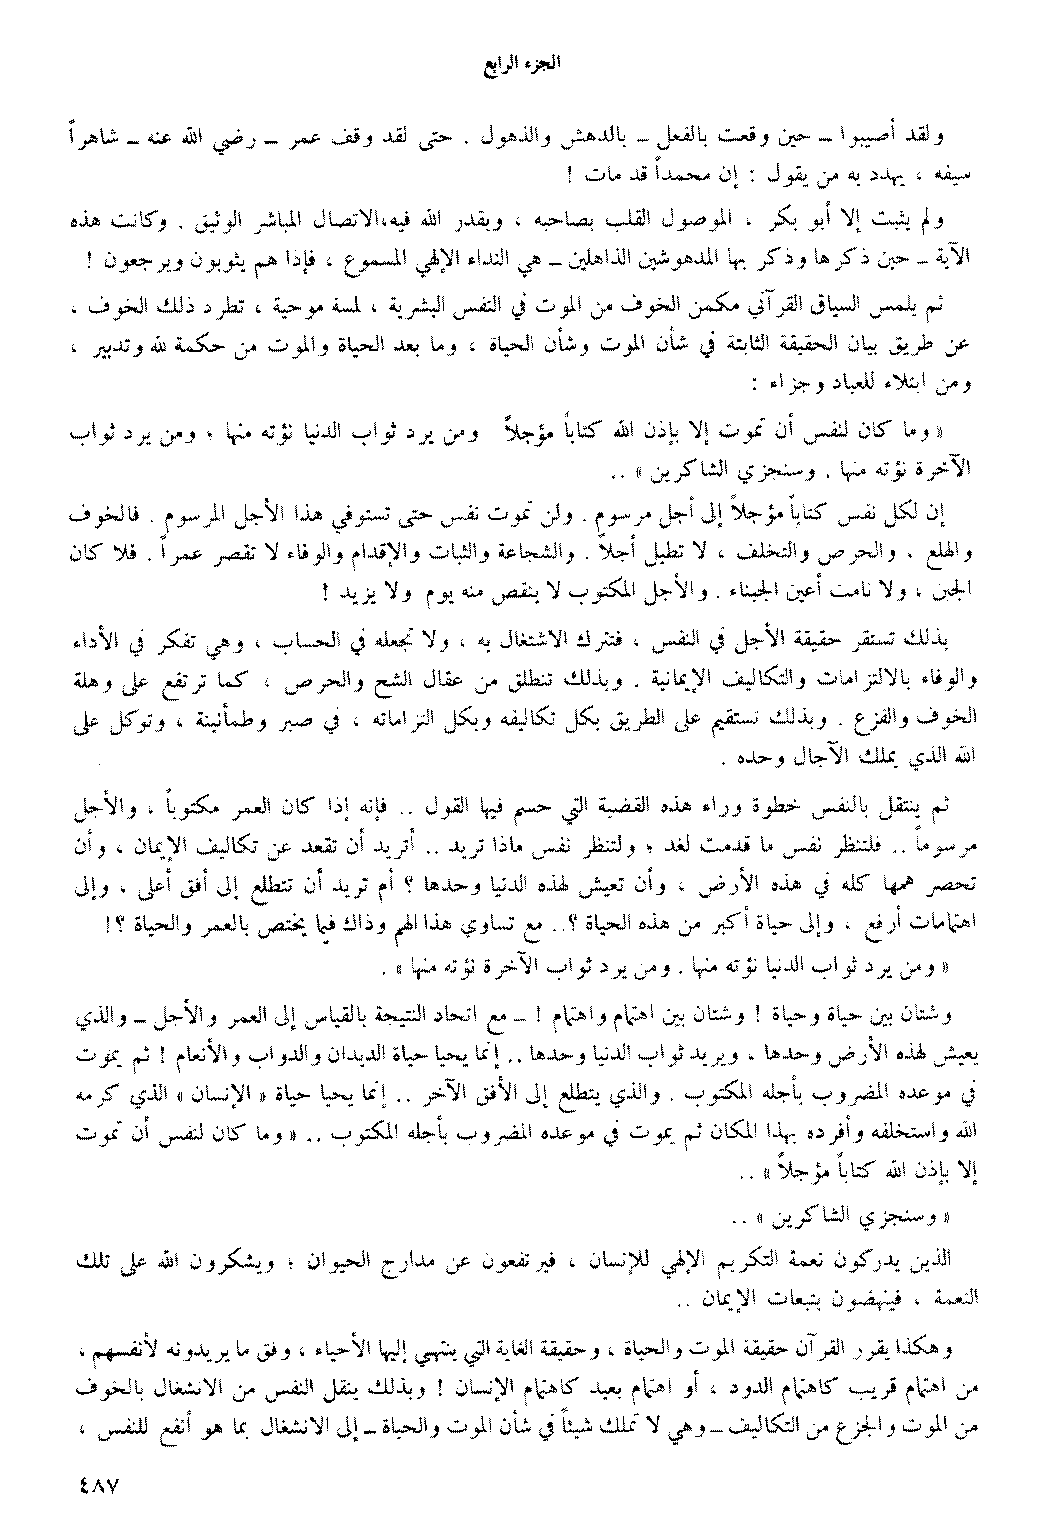 الجزء الرابع
ولقد أصيبوا – حين وقعت بالفعل – بالدهش والذهول . حتى لقد وقف عمر – رضي الله عنه – شاهراً
سيفه ، يهدد به من يقول : إن محمداً قد مات !
ولم يثبت إلا أبو بكر ، الموصول القلب بصاحبه ، وبقدر الله فيه،الاتصال المباشر الوثيق . وكانت هذه
الآية – حين ذكرها وذكر بها المدهوشين الذاهلين – هي النداء الإلهي المسموع ، فإذا هم يثوبون ويرجعون !
ثم يلمس السياق القرآني مكمن الخوف من الموت في النفس البشرية ، لمسة موحية ، تطرد ذلك الخوف ،
عن طريق بيان الحقيقة الثابتة في شأن الموت وشأن الحياة ، وما بعد الحياة والموت من حكمة لله وتدبير ،
ومن ابتلاء للعباد وجزاء :
« وما كان لنفس أن تموت إلا بإذن الله كتاباً مؤجلاً ومن يرد ثواب الدنيا نؤته منها ؛ ومن يرد ثواب
الآخرة نؤته منها . وسنجزي الشاكرين » ..
إن لكل نفس كتاباً مؤجلاً إلى أجل مرسوم . ولن تموت نفس حتى تستوفي هذا الأجل المرسوم . فالخوف
والهلع ، والحرص والتخلف ، لا تطيل أجلاً . والشجاعة والثبات والإقدام والوفاء لا تقصر عمراً . فلا كان
الجبن ، ولا نامت أعين الجبناء . والأجل المكتوب لا ينقص منه يوم ولا يزيد !
بذلك تستقر حقيقة الأجل في النفس ، فتترك الاشتغال به ، ولا تجعله في الحساب ، وهي تفكر في الأداء
والوفاء بالالتزامات والتكاليف الإيمانية . وبذلك تنطلق من عقال الشح والحرص ، كما ترتفع على وهلة
الخوف والفزع . وبذلك تستقيم على الطريق بكل تكاليفه وبكل التزاماته ، في صبر وطمأنينة ، وتوكل على
الله الذي يملك الآجال وحده .
ثم ينتقل بالنفس خطوة وراء هذه القضية التي حسم فيها القول .. فإنه إذا كان العمر مكتوباً ، والأجل
مرسوماً .. فلتنظر نفس ما قدمت لغد ؛ ولتنظر نفس ماذا تريد .. أتريد أن تقعد عن تكاليف الإيمان ، وأن
تحصر همها كله في هذه الأرض ، وأن تعيش لهذه الدنيا وحدها ؟ أم تريد أن تتطلع إلى أفق أعلى ، وإلى
اهتمامات أرفع ، وإلى حياة أكبر من هذه الحياة ؟.. مع تساوي هذا الهم وذاك فيما يختص بالعمر والحياة ؟!
« ومن يرد ثواب الدنيا نؤته منها . ومن يرد ثواب الآخرة نؤته منها » .
وشتان بين حياة وحياة ! وشتان بين اهتمام واهتمام ! – مع اتحاد النتيجة بالقياس إلى العمر والأجل – والذي
يعيش لهذه الأرض وحدها ، ويريد ثواب الدنيا وحدها .. إنما يحيا حياة الديدان والدواب والأنعام ! ثم يموت
في موعده المضروب بأجله المكتوب . والذي يتطلع إلى الأفق الآخر .. إنما يحيا حياة « الإنسان » الذي كرمه
الله واستخلفه وأفرده بهذا المكان ثم يموت في موعده المضروب بأجله المكتوب .. « وما كان لنفس أن تموت
إلا بإذن الله كتاباً مؤجلاً » ..
« وسنجزي الشاكرين » ..
الذين يدركون نعمة التكريم الإلهي للإنسان ، فيرتفعون عن مدارج الحيوان ؛ ويشكرون الله على تلك
النعمة ، فينهضون بتبعات الإيمان ..
وهكذا يقرر القرآن حقيقة الموت والحياة ، وحقيقة الغاية التي ينتهي إليها الأحياء ، وفق ما يريدونه لأنفسهم ،
من اهتمام قريب كاهتمام الدود ، أو اهتمام بعيد كاهتمام الإنسان ! وبذلك ينقل النفس من الانشغال بالخوف
من الموت والجزع من التكاليف – وهي لا تملك شيئاً في شأن الموت والحياة – إلى الانشغال بما هو أنفع للنفس ،
٤٨٧